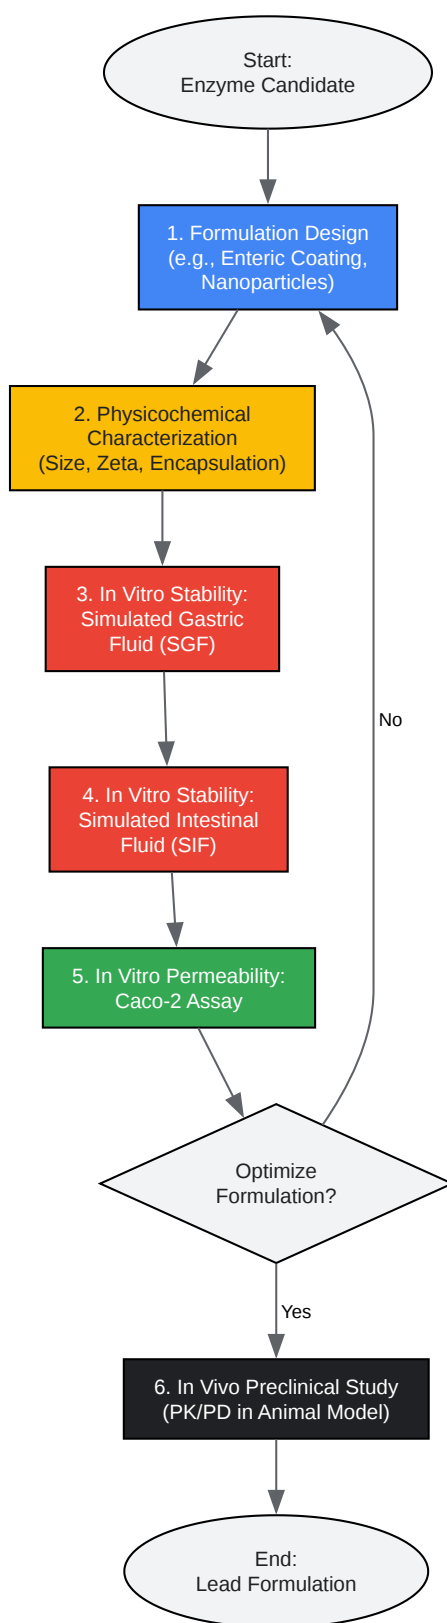 Start:
Enzyme Candidate
1. Formulation Design
(e.g., Enteric Coating,
Nanoparticles)
2. Physicochemical
Characterization
(Size, Zeta, Encapsulation)
3. In Vitro Stability:
Simulated Gastric
Fluid (SGF)
No
4. In Vitro Stability:
Simulated Intestinal
Fluid (SIF)
5. In Vitro Permeability:
Caco-2 Assay
Optimize
Formulation?
Yes
6. In Vivo Preclinical Study
(PK/PD in Animal Model)
End:
Lead Formulation